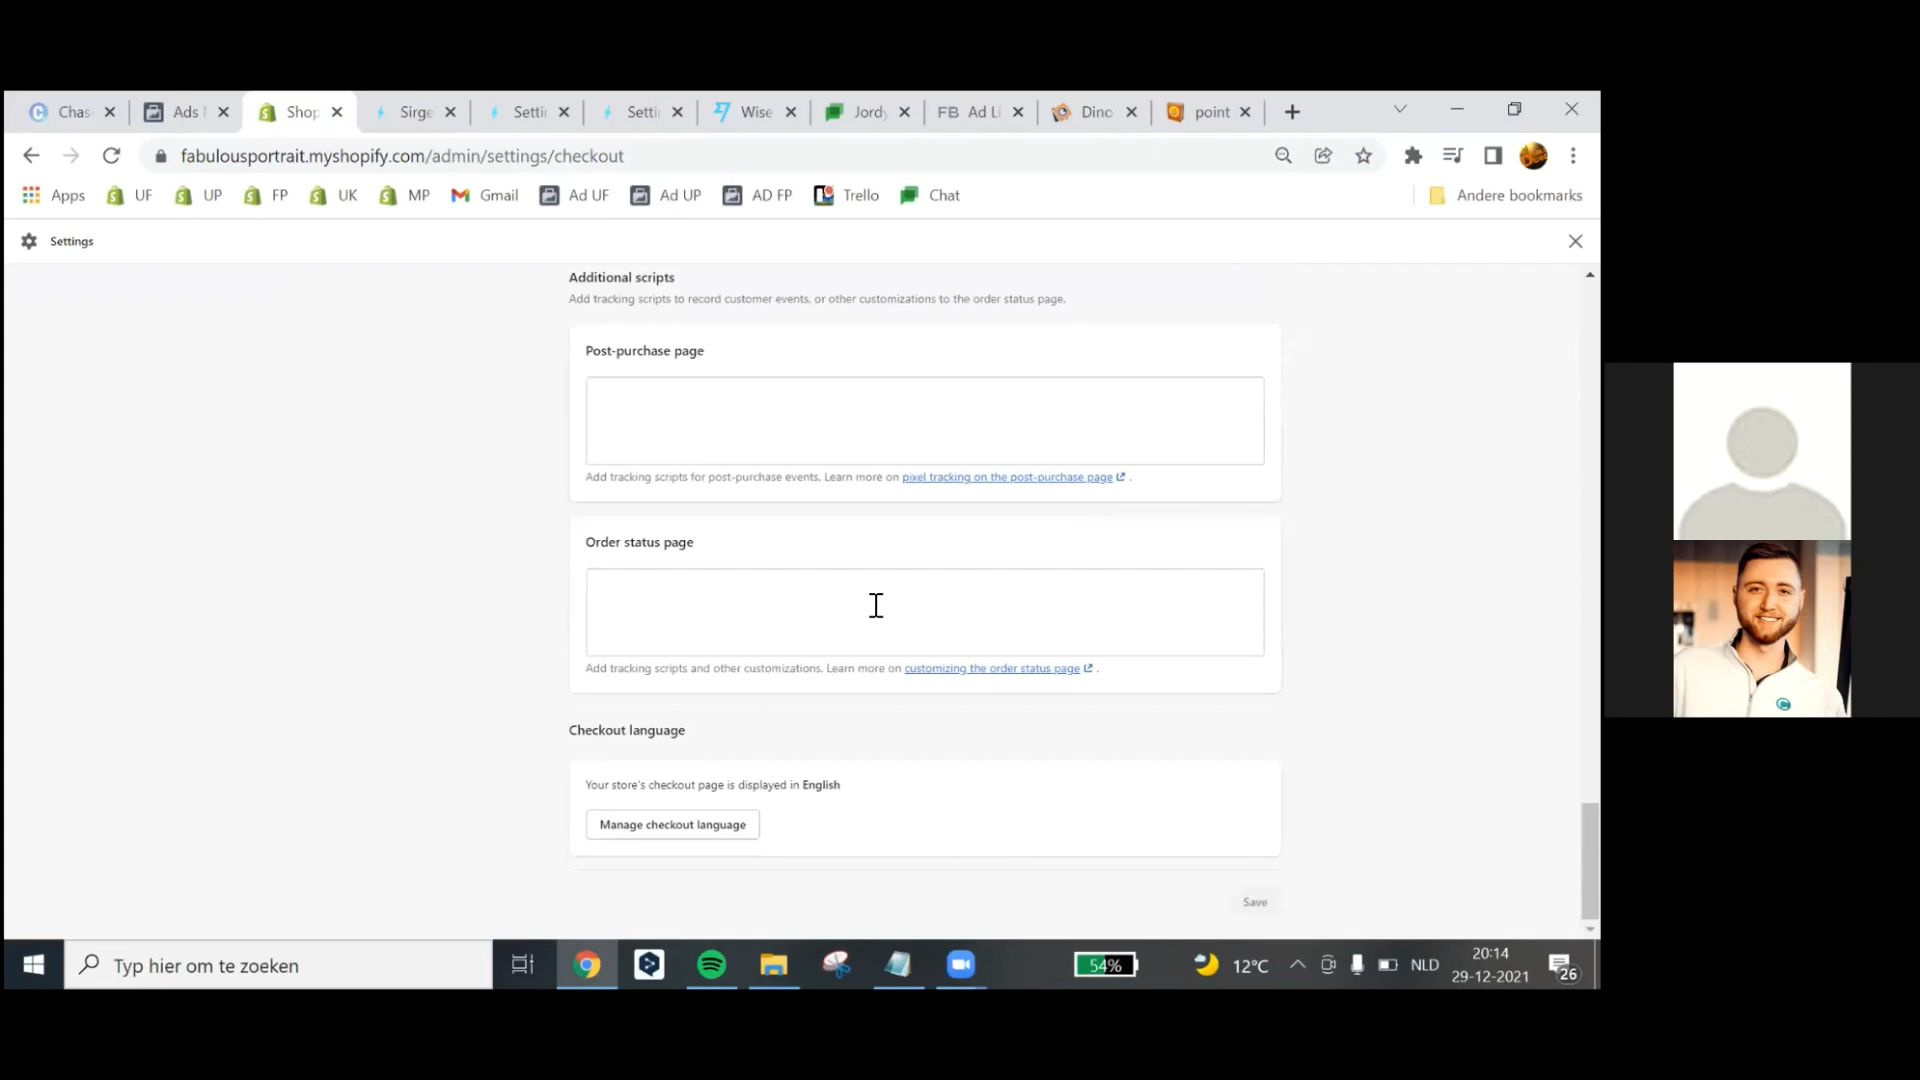 Chas
Ads
Shop
Sirge
Settin
Settin
Wise
Jordy
FB Ad Li
Dino
point
fabulousportrait.myshopify.com/admin/settings/checkout
Apps UF UP FP UK MP Gmail Ad UF Ad UP AD FP Trello Chat Andere bookmarks
Settings
Additional scripts
Add tracking scripts to record customer events, or other customizations to the order status page.
Post-purchase page
Add tracking scripts for post-purchase events. Learn more on pixel tracking on the post-purchase page .
Order status page
Add tracking scripts and other customizations. Learn more on customizing the order status page .
Checkout language
Your store's checkout page is displayed in English
Manage checkout language
Save
Typ hier om te zoeken
54%
12°C
NLD
20:14
29-12-2021
26